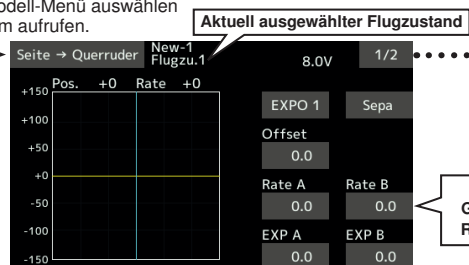 odell-Menü auswählen
m aufrufen.
Aktuell ausgewählter Flugzustand
Seite → Querruder
New-1
Flugzu.1
8.0V
1/2
Pos. +0 Rate +0
+150
+100
+50
+0
-50
-100
-150
EXPO 1
Sepa
Offset
0.0
Rate A
Rate B
0.0
0.0
G
R
EXP A
EXP B
0.0
0.0